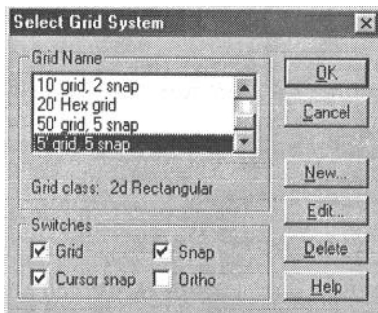 Select Grid System
Grid Name
10' grid, 2 snap
20' Hex grid
50' grid, 5 snap
5' grid, 5 snap
Grid class: 2d Rectangular
Switches
Grid
Snap
Cursor snap
Ortho
OK
Cancel
New...
Edit...
Delete
Help